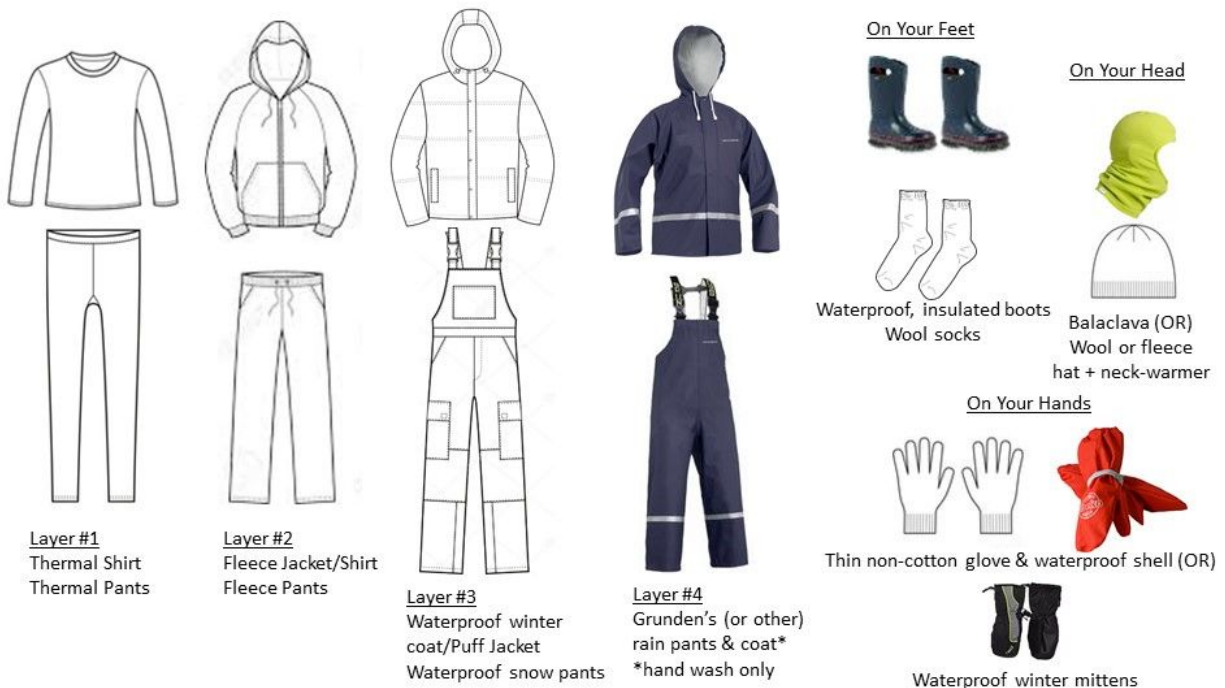 Layer #1
Thermal Shirt
Thermal Pants
Layer #2
Fleece Jacket/Shirt
Fleece Pants
Layer #3
Waterproof winter
coat/Puff Jacket
Waterproof snow pants
Layer #4
Grunden's (or other)
rain pants & coat*
*hand wash only
On Your Feet
Waterproof, insulated boots
Wool socks
On Your Head
Balaclava (OR)
Wool or fleece
hat + neck-warmer
On Your Hands
Thin non-cotton glove & waterproof shell (OR)
Waterproof winter mittens